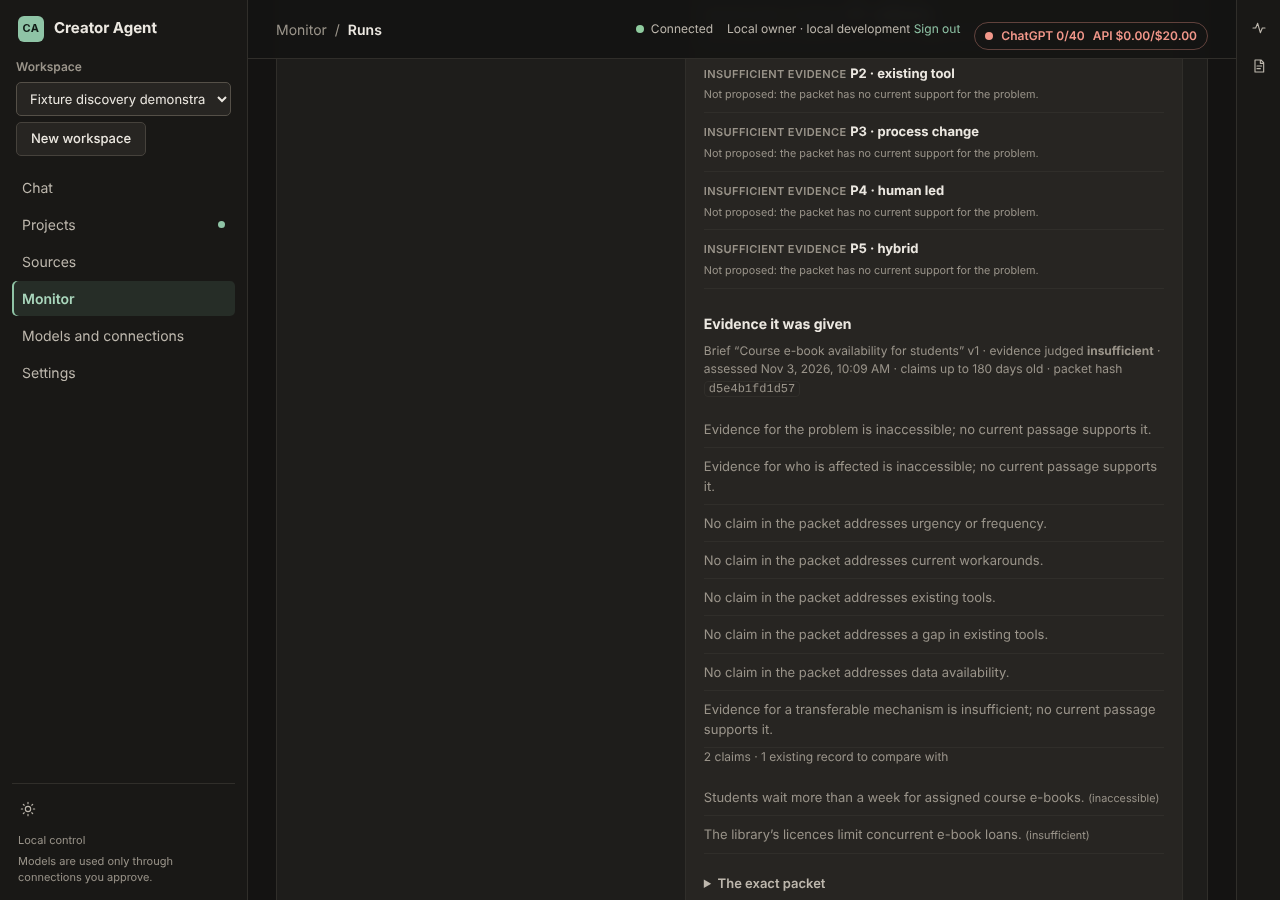 CA Creator Agent
Workspace
Fixture discovery demonstra
New workspace
Chat
Projects
Sources
Monitor
Models and connections
Settings
Local control
Models are used only through
connections you approve.
Monitor / Runs
Connected Local owner · local development Sign out
ChatGPT 0/40 API $0.00/$20.00
INSUFFICIENT EVIDENCE P2 · existing tool
Not proposed: the packet has no current support for the problem.
INSUFFICIENT EVIDENCE P3 · process change
Not proposed: the packet has no current support for the problem.
INSUFFICIENT EVIDENCE P4 · human led
Not proposed: the packet has no current support for the problem.
INSUFFICIENT EVIDENCE P5 · hybrid
Not proposed: the packet has no current support for the problem.
Evidence it was given
Brief “Course e-book availability for students” v1 · evidence judged insufficient ·
assessed Nov 3, 2026, 10:09 AM · claims up to 180 days old · packet hash
d5e4b1fd1d57
Evidence for the problem is inaccessible; no current passage supports it.
Evidence for who is affected is inaccessible; no current passage supports
it.
No claim in the packet addresses urgency or frequency.
No claim in the packet addresses current workarounds.
No claim in the packet addresses existing tools.
No claim in the packet addresses a gap in existing tools.
No claim in the packet addresses data availability.
Evidence for a transferable mechanism is insufficient; no current passage
supports it.
2 claims · 1 existing record to compare with
Students wait more than a week for assigned course e-books. (inaccessible)
The library’s licences limit concurrent e-book loans. (insufficient)
The exact packet